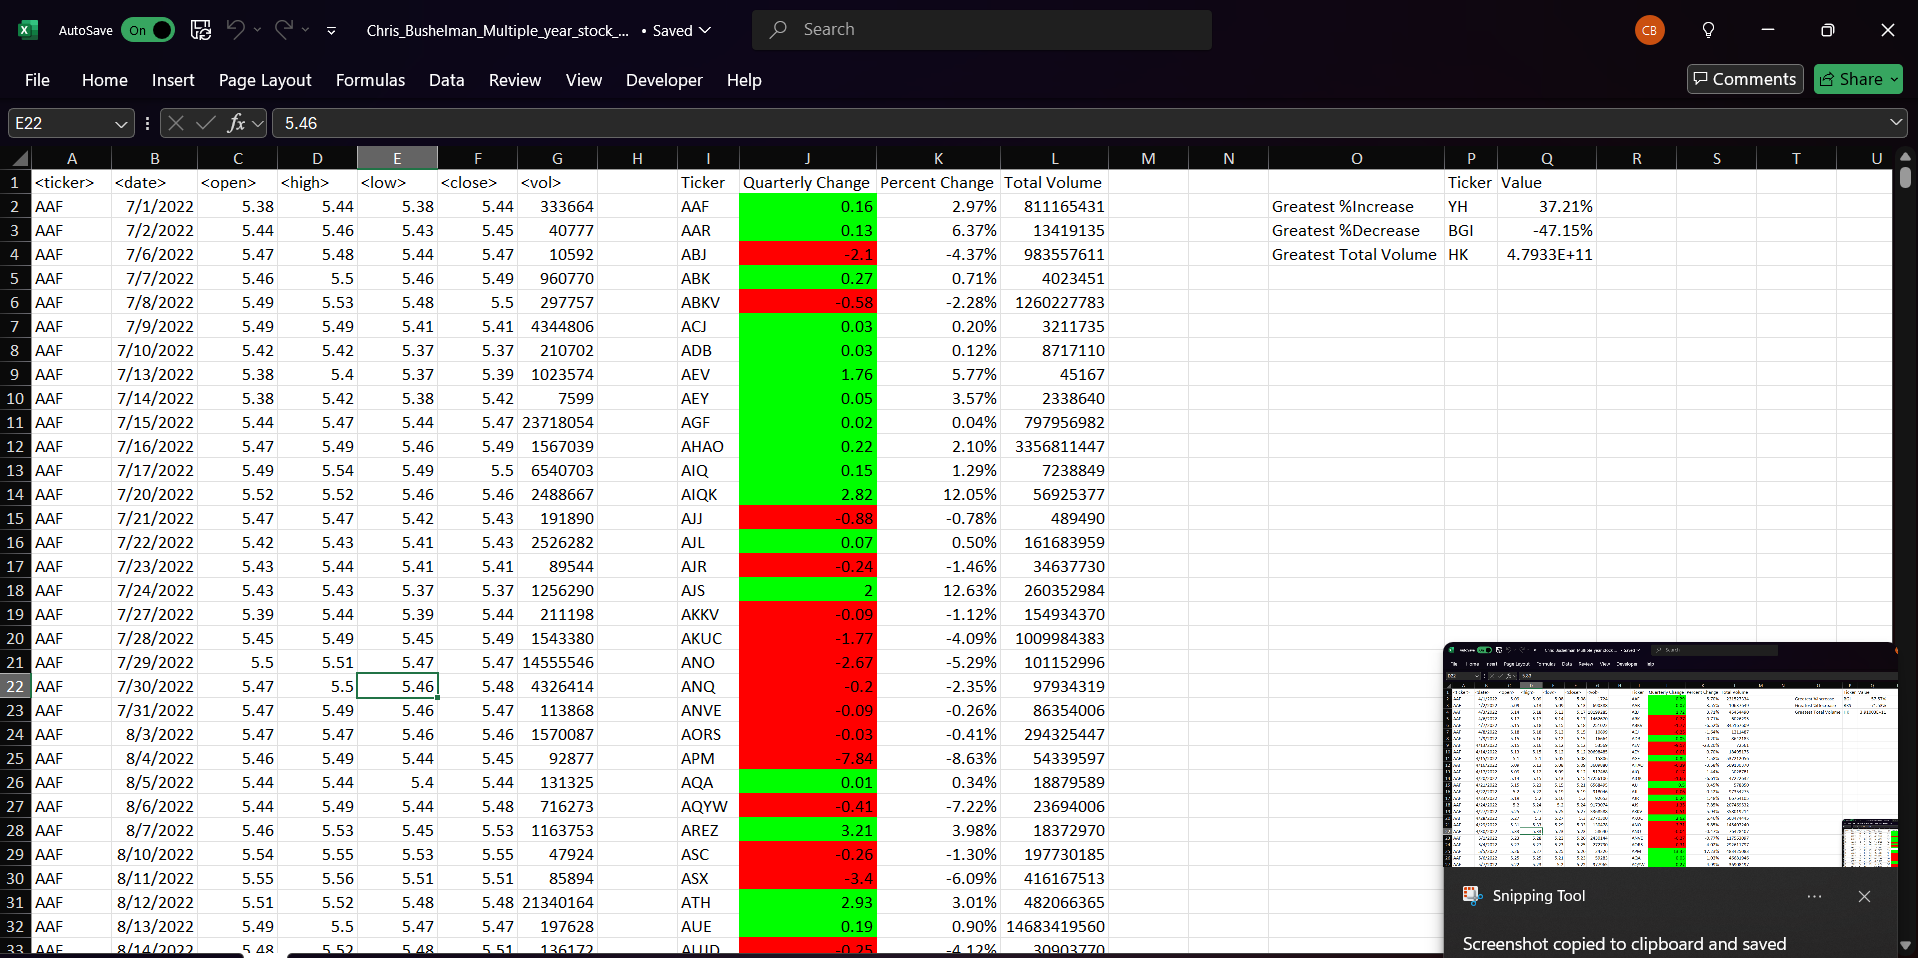 AutoSave On Chris_Bushelman_Multiple_year_stock_... • Saved Search CB
File Home Insert Page Layout Formulas Data Review View Developer Help Comments Share
E22 fx 5.46
A B C D E F G H I J K L M N O P Q R S T U
1 <ticker> <date> <open> <high> <low> <close> <vol> Ticker Quarterly Change Percent Change Total Volume Ticker Value
2 AAF 7/1/2022 5.38 5.44 5.38 5.44 333664 AAF 0.16 2.97% 811165431 Greatest %Increase YH 37.21%
3 AAF 7/2/2022 5.44 5.46 5.43 5.45 40777 AAR 0.13 6.37% 13419135 Greatest %Decrease BGI -47.15%
4 AAF 7/6/2022 5.47 5.48 5.44 5.47 10592 ABJ -2.1 -4.37% 983557611 Greatest Total Volume HK 4.7933E+11
5 AAF 7/7/2022 5.46 5.5 5.46 5.49 960770 ABK 0.27 0.71% 4023451
6 AAF 7/8/2022 5.49 5.53 5.48 5.5 297757 ABKV -0.58 -2.28% 1260227783
7 AAF 7/9/2022 5.49 5.49 5.41 5.41 4344806 ACJ 0.03 0.20% 3211735
8 AAF 7/10/2022 5.42 5.42 5.37 5.37 210702 ADB 0.03 0.12% 8717110
9 AAF 7/13/2022 5.38 5.4 5.37 5.39 1023574 AEV 1.76 5.77% 45167
10 AAF 7/14/2022 5.38 5.42 5.38 5.42 7599 AEY 0.05 3.57% 2338640
11 AAF 7/15/2022 5.44 5.47 5.44 5.47 23718054 AGF 0.02 0.04% 797956982
12 AAF 7/16/2022 5.47 5.49 5.46 5.49 1567039 AHAO 0.22 2.10% 3356811447
13 AAF 7/17/2022 5.49 5.54 5.49 5.5 6540703 AIQ 0.15 1.29% 7238849
14 AAF 7/20/2022 5.52 5.52 5.46 5.46 2488667 AIQK 2.82 12.05% 56925377
15 AAF 7/21/2022 5.47 5.47 5.42 5.43 191890 AJJ -0.88 -0.78% 489490
16 AAF 7/22/2022 5.42 5.43 5.41 5.43 2526282 AJL 0.07 0.50% 161683959
17 AAF 7/23/2022 5.43 5.44 5.41 5.41 89544 AJR -0.24 -1.46% 34637730
18 AAF 7/24/2022 5.43 5.43 5.37 5.37 1256290 AJS 2 12.63% 260352984
19 AAF 7/27/2022 5.39 5.44 5.39 5.44 211198 AKKV -0.09 -1.12% 154934370
20 AAF 7/28/2022 5.45 5.49 5.45 5.49 1543380 AKUC -1.77 -4.09% 1009984383
21 AAF 7/29/2022 5.5 5.51 5.47 5.47 14555546 ANO -2.67 -5.29% 101152996
22 AAF 7/30/2022 5.47 5.5 5.46 5.48 4326414 ANQ -0.2 -2.35% 97934319
23 AAF 7/31/2022 5.47 5.49 5.46 5.47 113868 ANVE -0.09 -0.26% 86354006
24 AAF 8/3/2022 5.47 5.47 5.46 5.46 1570087 AORS -0.03 -0.41% 294325447
25 AAF 8/4/2022 5.46 5.49 5.44 5.45 92877 APM -7.84 -8.63% 54339597
26 AAF 8/5/2022 5.44 5.44 5.4 5.44 131325 AQA 0.01 0.34% 18879589
27 AAF 8/6/2022 5.44 5.49 5.44 5.48 716273 AQYW -0.41 -7.22% 23694006
28 AAF 8/7/2022 5.46 5.53 5.45 5.53 1163753 AREZ 3.21 3.98% 18372970
29 AAF 8/10/2022 5.54 5.55 5.53 5.55 47924 ASC -0.26 -1.30% 197730185
30 AAF 8/11/2022 5.55 5.56 5.51 5.51 85894 ASX -3.4 -6.09% 416167513
31 AAF 8/12/2022 5.51 5.52 5.48 5.48 21340164 ATH 2.93 3.01% 482066365
32 AAF 8/13/2022 5.49 5.5 5.47 5.47 197628 AUE 0.19 0.90% 14683419560
33 AAF 8/14/2022 5.48 5.52 5.48 5.51 136172 AUUD -0.25 -4.12% 30903770
Snipping Tool
Screenshot copied to clipboard and saved